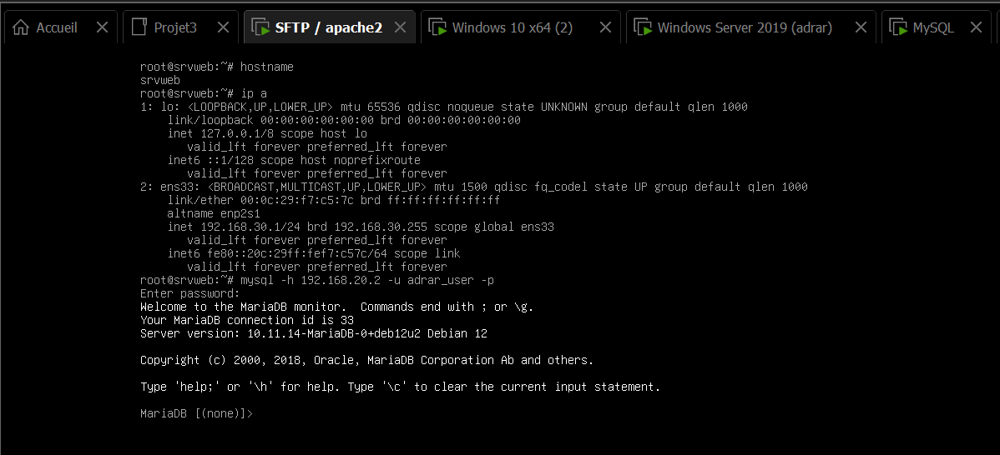 Accueil
Projet3
SFTP / apache2
Windows 10 x64 (2)
Windows Server 2019 (adrar)
MySQL
root@srvweb:~# hostname
srvweb
root@srvweb:~# ip a
1: lo: <LOOPBACK,UP,LOWER_UP> mtu 65536 qdisc noqueue state UNKNOWN group default qlen 1000
    link/loopback 00:00:00:00:00:00 brd 00:00:00:00:00:00
    inet 127.0.0.1/8 scope host lo
       valid_lft forever preferred_lft forever
    inet6 ::1/128 scope host noprefixroute
       valid_lft forever preferred_lft forever
2: ens33: <BROADCAST,MULTICAST,UP,LOWER_UP> mtu 1500 qdisc fq_codel state UP group default qlen 1000
    link/ether 00:0c:29:f7:c5:7c brd ff:ff:ff:ff:ff:ff
    altname enp2s1
    inet 192.168.30.1/24 brd 192.168.30.255 scope global ens33
       valid_lft forever preferred_lft forever
    inet6 fe80::20c:29ff:fef7:c57c/64 scope link
       valid_lft forever preferred_lft forever
root@srvweb:~# mysql -h 192.168.20.2 -u adrar_user -p
Enter password:
Welcome to the MariaDB monitor.  Commands end with ; or \g.
Your MariaDB connection id is 33
Server version: 10.11.14-MariaDB-0+deb12u2 Debian 12
Copyright (c) 2000, 2018, Oracle, MariaDB Corporation Ab and others.
Type 'help;' or '\h' for help. Type '\c' to clear the current input statement.
MariaDB [(none)]>